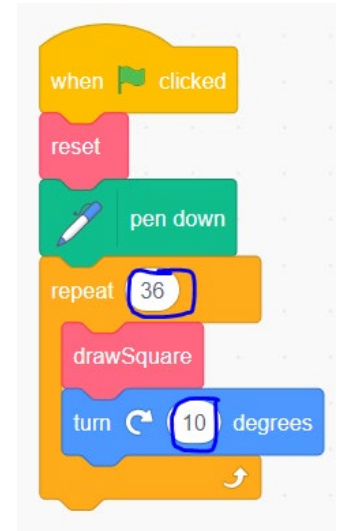 when clicked
reset
pen down
repeat 36
drawSquare
turn 10 degrees